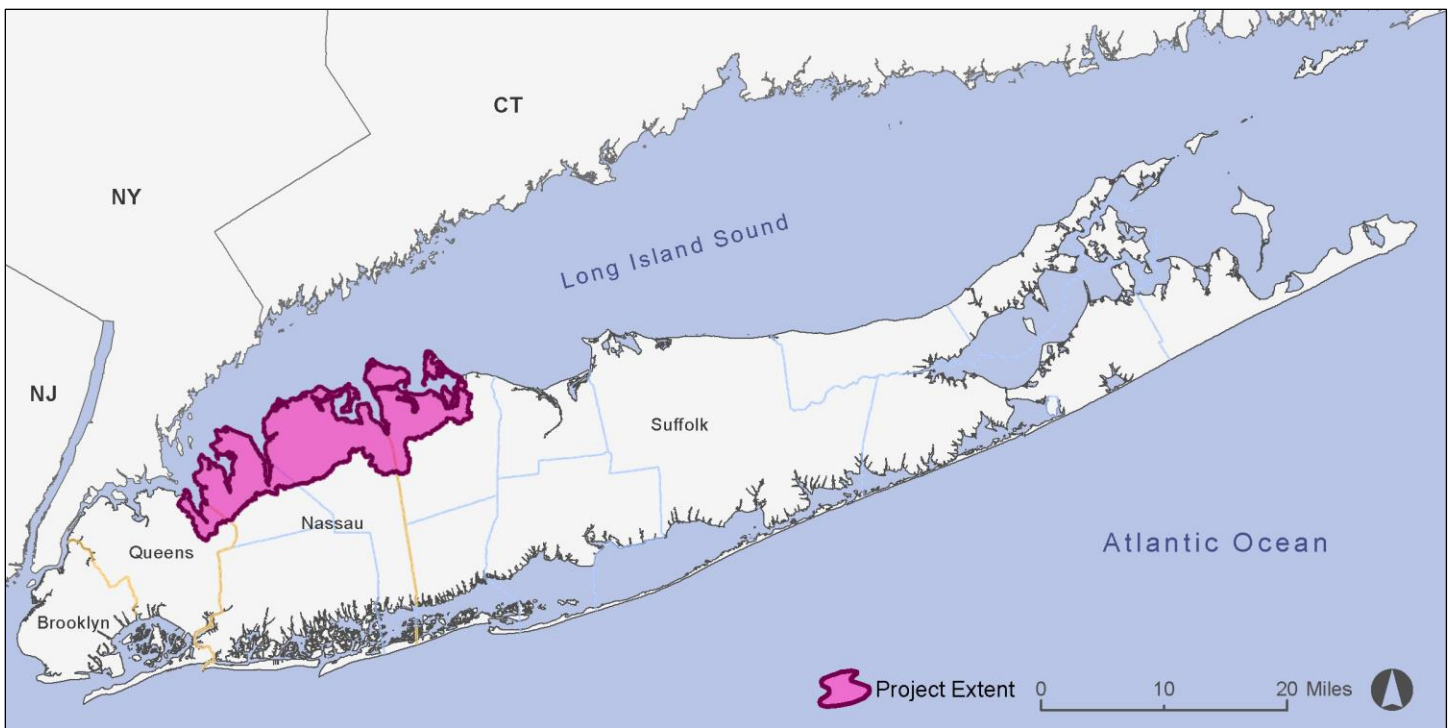 CT
NY
Long Island Sound
NJ
Suffolk
Nassau
Queens
Atlantic Ocean
Brooklyn
Project Extent
0 10 20 Miles